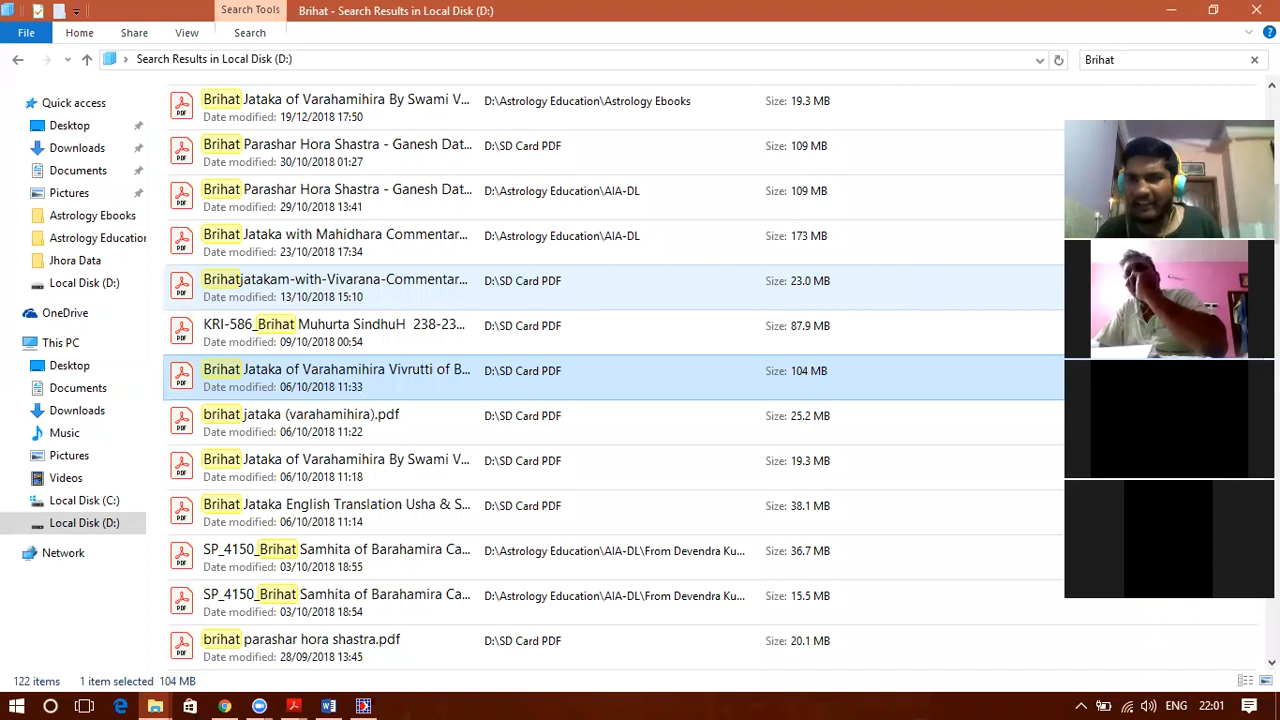 Search Tools
Brihat - Search Results in Local Disk (D:)
File Home Share View Search
Search Results in Local Disk (D:)
Brihat
Quick access
Desktop
Downloads
Documents
Pictures
Astrology Ebooks
Astrology Education
Jhora Data
Local Disk (D:)
OneDrive
This PC
Desktop
Documents
Downloads
Music
Pictures
Videos
Local Disk (C:)
Local Disk (D:)
Network
Brihat Jataka of Varahamihira By Swami V... D:\Astrology Education\Astrology Ebooks Size: 19.3 MB
Date modified: 19/12/2018 17:50
Brihat Parashar Hora Shastra - Ganesh Dat... D:\SD Card PDF Size: 109 MB
Date modified: 30/10/2018 01:27
Brihat Parashar Hora Shastra - Ganesh Dat... D:\Astrology Education\AIA-DL Size: 109 MB
Date modified: 29/10/2018 13:41
Brihat Jataka with Mahidhara Commentar... D:\Astrology Education\AIA-DL Size: 173 MB
Date modified: 23/10/2018 17:34
Brihatjatakam-with-Vivarana-Commentar... D:\SD Card PDF Size: 23.0 MB
Date modified: 13/10/2018 15:10
KRI-586_Brihat Muhurta SindhuH 238-23... D:\SD Card PDF Size: 87.9 MB
Date modified: 09/10/2018 00:54
Brihat Jataka of Varahamihira Vivrutti of B... D:\SD Card PDF Size: 104 MB
Date modified: 06/10/2018 11:33
brihat jataka (varahamihira).pdf D:\SD Card PDF Size: 25.2 MB
Date modified: 06/10/2018 11:22
Brihat Jataka of Varahamihira By Swami V... D:\SD Card PDF Size: 19.3 MB
Date modified: 06/10/2018 11:18
Brihat Jataka English Translation Usha & S... D:\SD Card PDF Size: 38.1 MB
Date modified: 06/10/2018 11:14
SP_4150_Brihat Samhita of Barahamira Ca... D:\Astrology Education\AIA-DL\From Devendra Ku... Size: 36.7 MB
Date modified: 03/10/2018 18:55
SP_4150_Brihat Samhita of Barahamira Ca... D:\Astrology Education\AIA-DL\From Devendra Ku... Size: 15.5 MB
Date modified: 03/10/2018 18:54
brihat parashar hora shastra.pdf D:\SD Card PDF Size: 20.1 MB
Date modified: 28/09/2018 13:45
122 items 1 item selected 104 MB
ENG 22:01